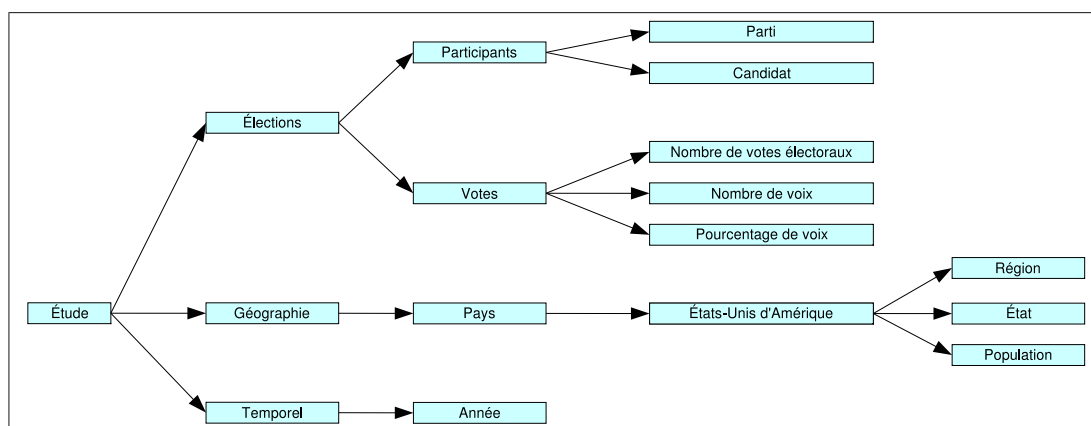 Parti
Participants
Candidat
Élections
Nombre de votes électoraux
Votes
Nombre de voix
Pourcentage de voix
Région
Étude
Géographie
Pays
États-Unis d'Amérique
État
Population
Temporel
Année